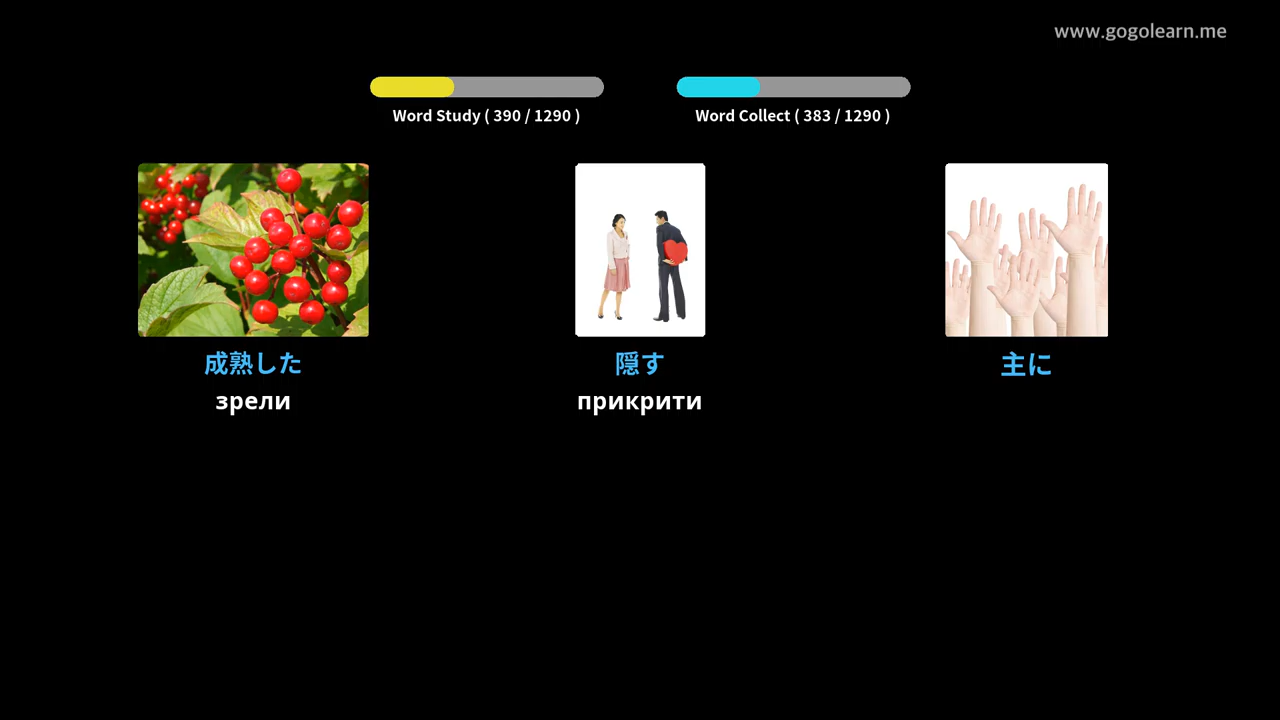 www.gogolearn.me
Word Study ( 390 / 1290 )
Word Collect ( 383 / 1290 )
成熟した
隠す
主に
зрели
прикрити